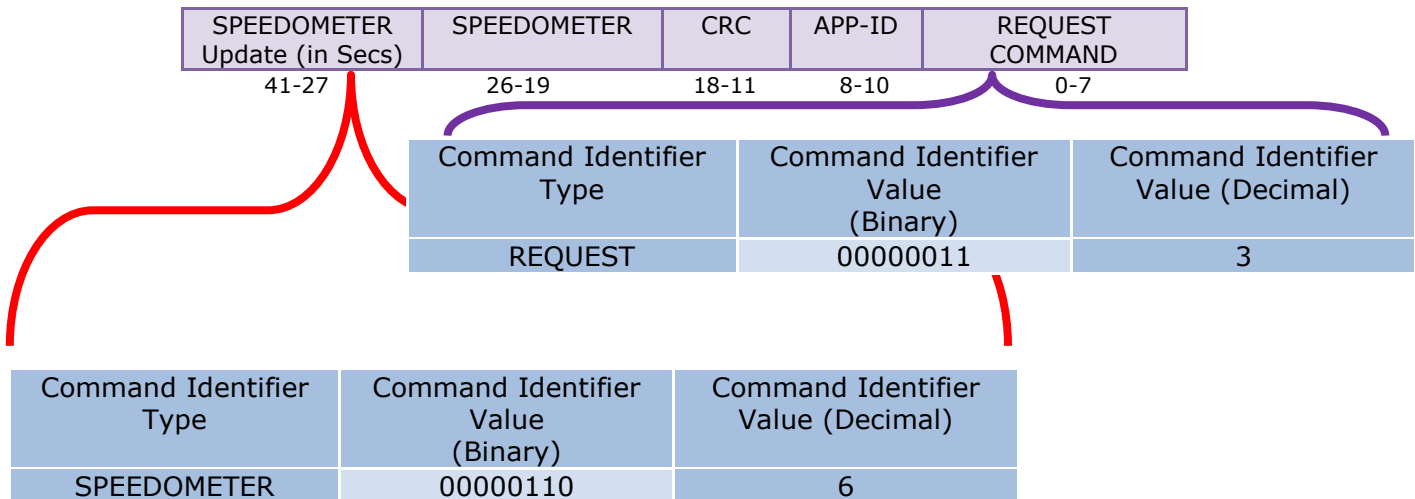 SPEEDOMETER
Update (in Secs)
SPEEDOMETER
CRC
APP-ID
REQUEST
COMMAND
41-27
26-19
18-11
8-10
0-7
Command Identifier
Type
Command Identifier
Value
(Binary)
Command Identifier
Value (Decimal)
REQUEST
00000011
3
Command Identifier
Type
Command Identifier
Value
(Binary)
Command Identifier
Value (Decimal)
SPEEDOMETER
00000110
6